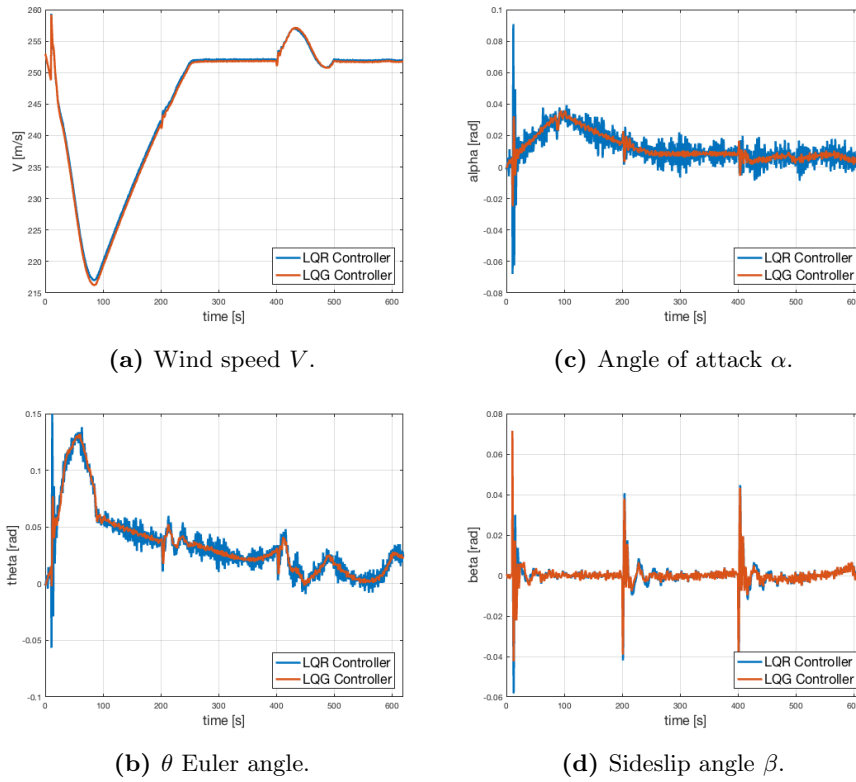 260
255
250
245
240
235
230
225
220
215
V [m/s]
0 100 200 300 400 500 600
time [s]
LQR Controller
LQG Controller
(a) Wind speed V.
0.1
0.08
0.06
0.04
0.02
0
-0.02
-0.04
-0.06
-0.08
alpha [rad]
0 100 200 300 400 500 600
time [s]
LQR Controller
LQG Controller
(c) Angle of attack α.
0.15
0.1
0.05
0
-0.05
-0.1
theta [rad]
0 100 200 300 400 500 600
time [s]
LQR Controller
LQG Controller
(b) θ Euler angle.
0.08
0.06
0.04
0.02
0
-0.02
-0.04
-0.06
beta [rad]
0 100 200 300 400 500 600
time [s]
LQR Controller
LQG Controller
(d) Sideslip angle β.